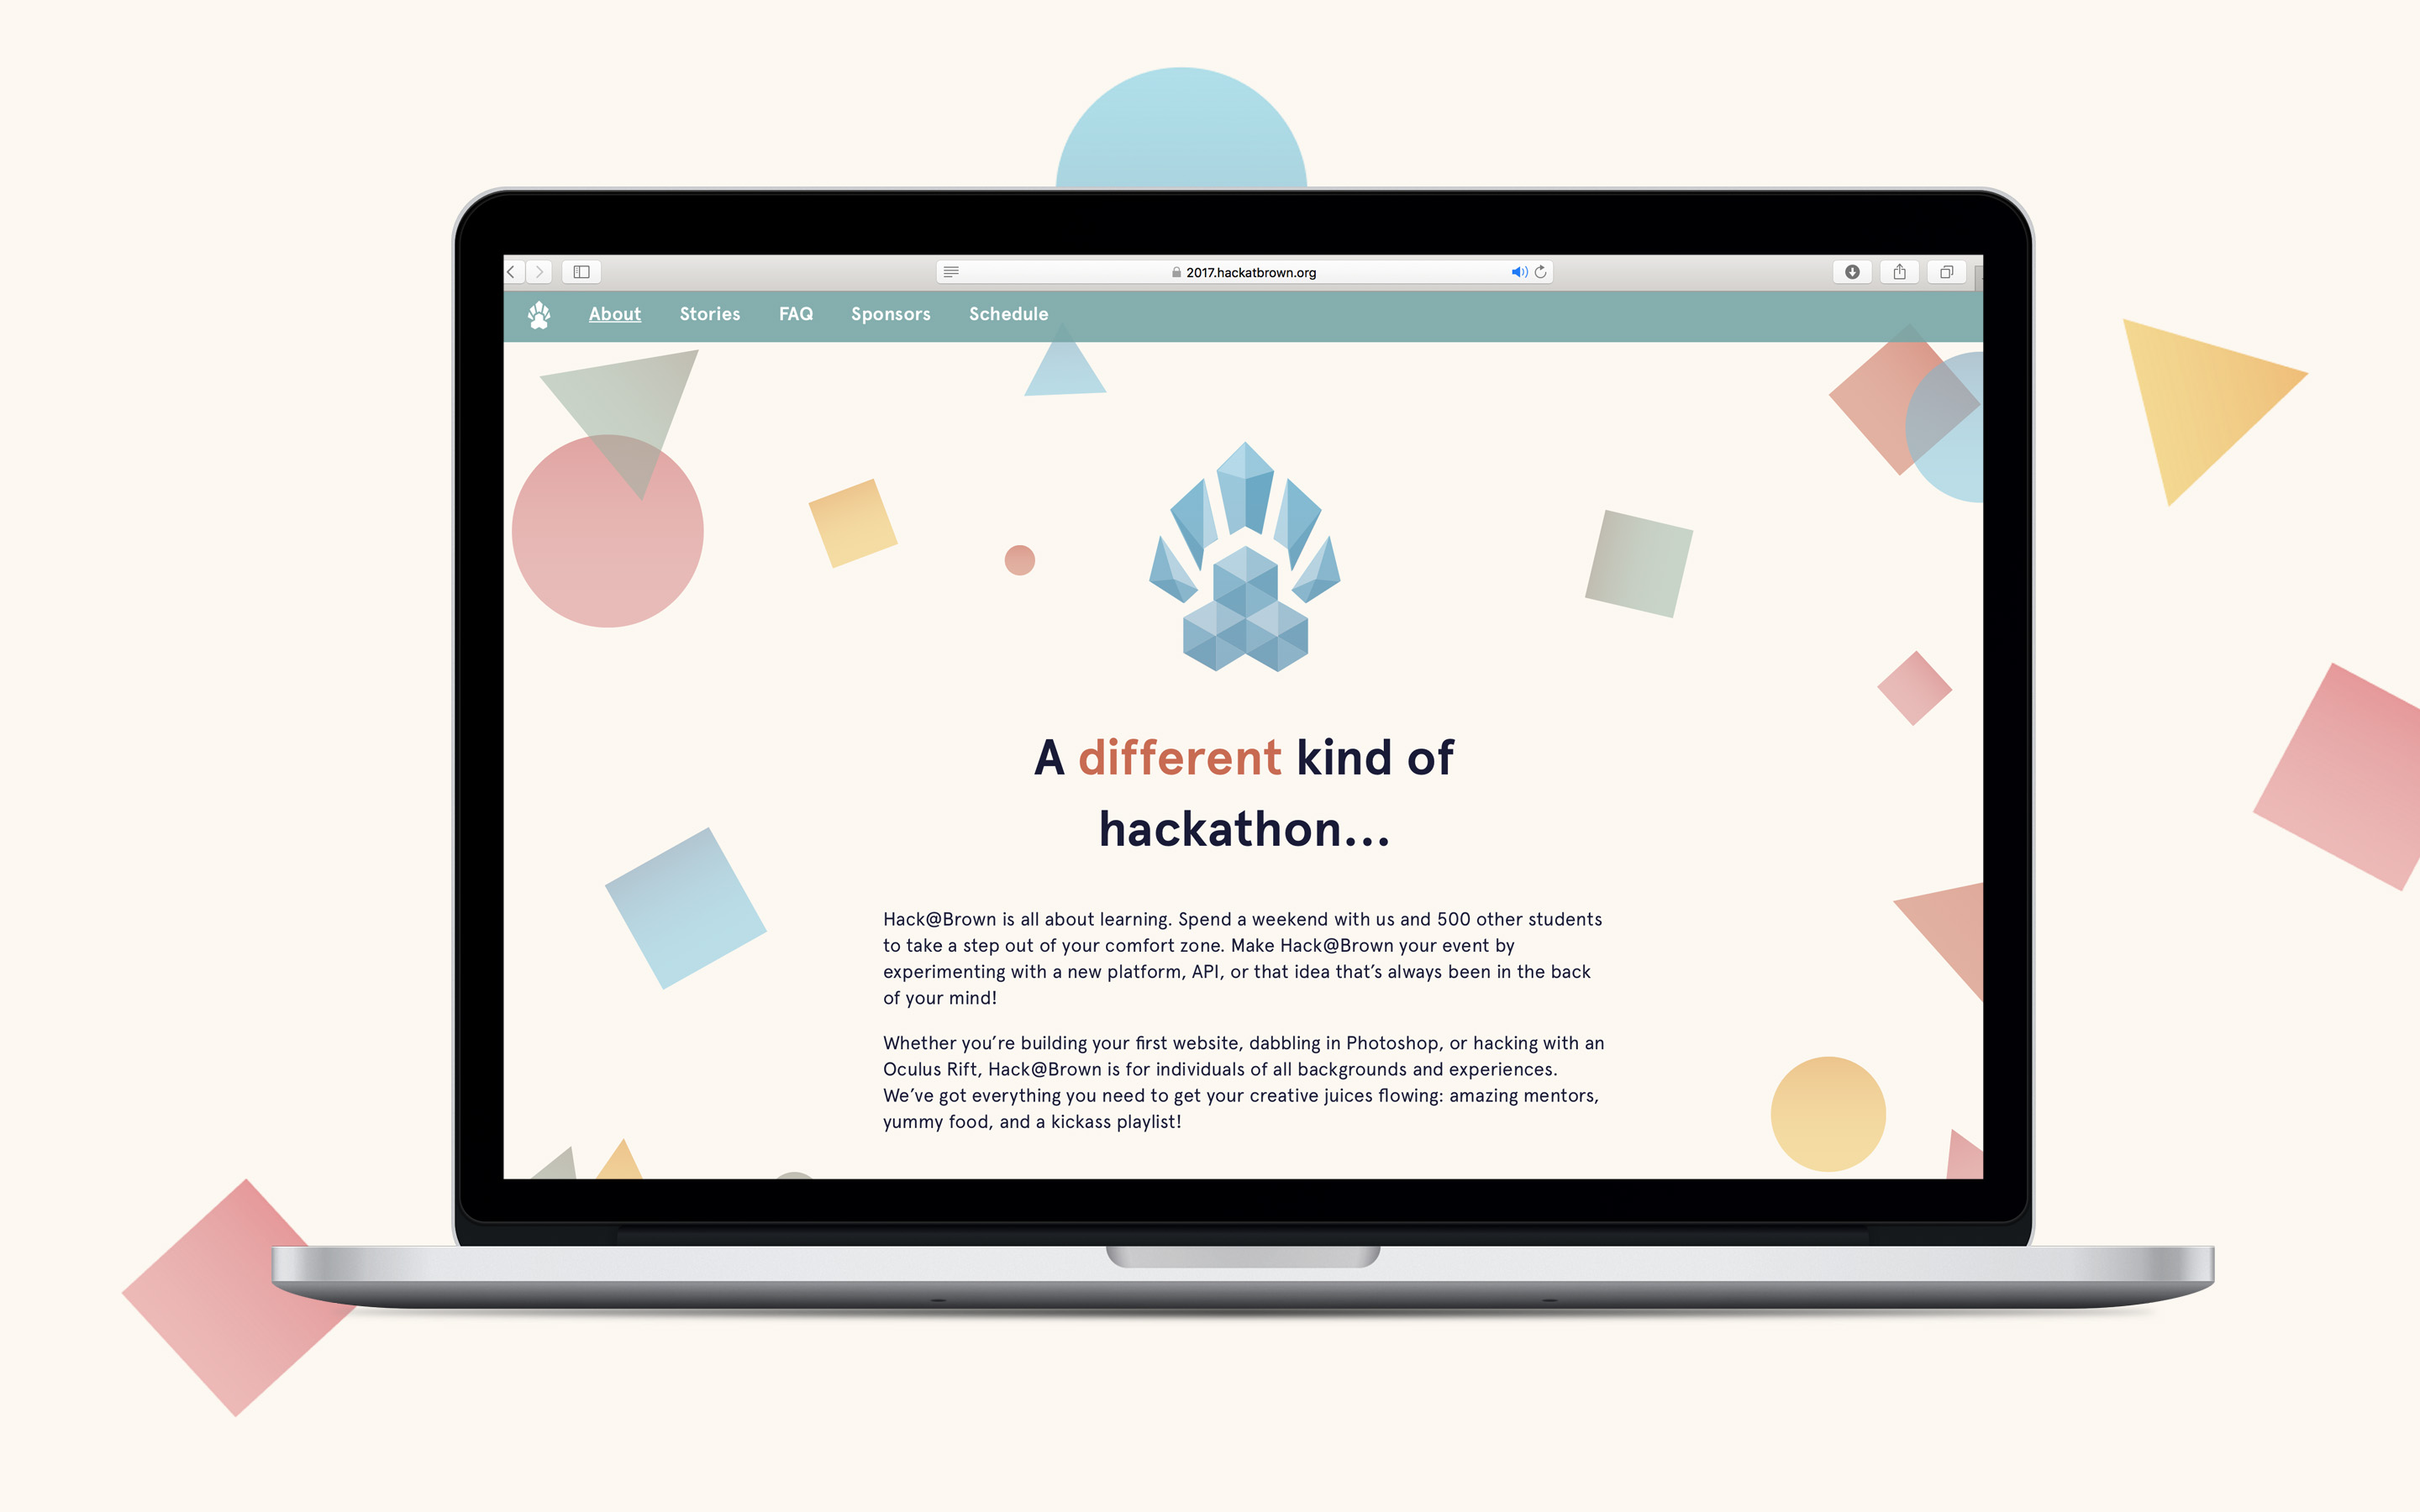 2017.hackatbrown.org
About Stories FAQ Sponsors Schedule
A different kind of
hackathon...
Hack@Brown is all about learning. Spend a weekend with us and 500 other students
to take a step out of your comfort zone. Make Hack@Brown your event by
experimenting with a new platform, API, or that idea that’s always been in the back
of your mind!
Whether you’re building your first website, dabbling in Photoshop, or hacking with an
Oculus Rift, Hack@Brown is for individuals of all backgrounds and experiences.
We’ve got everything you need to get your creative juices flowing: amazing mentors,
yummy food, and a kickass playlist!